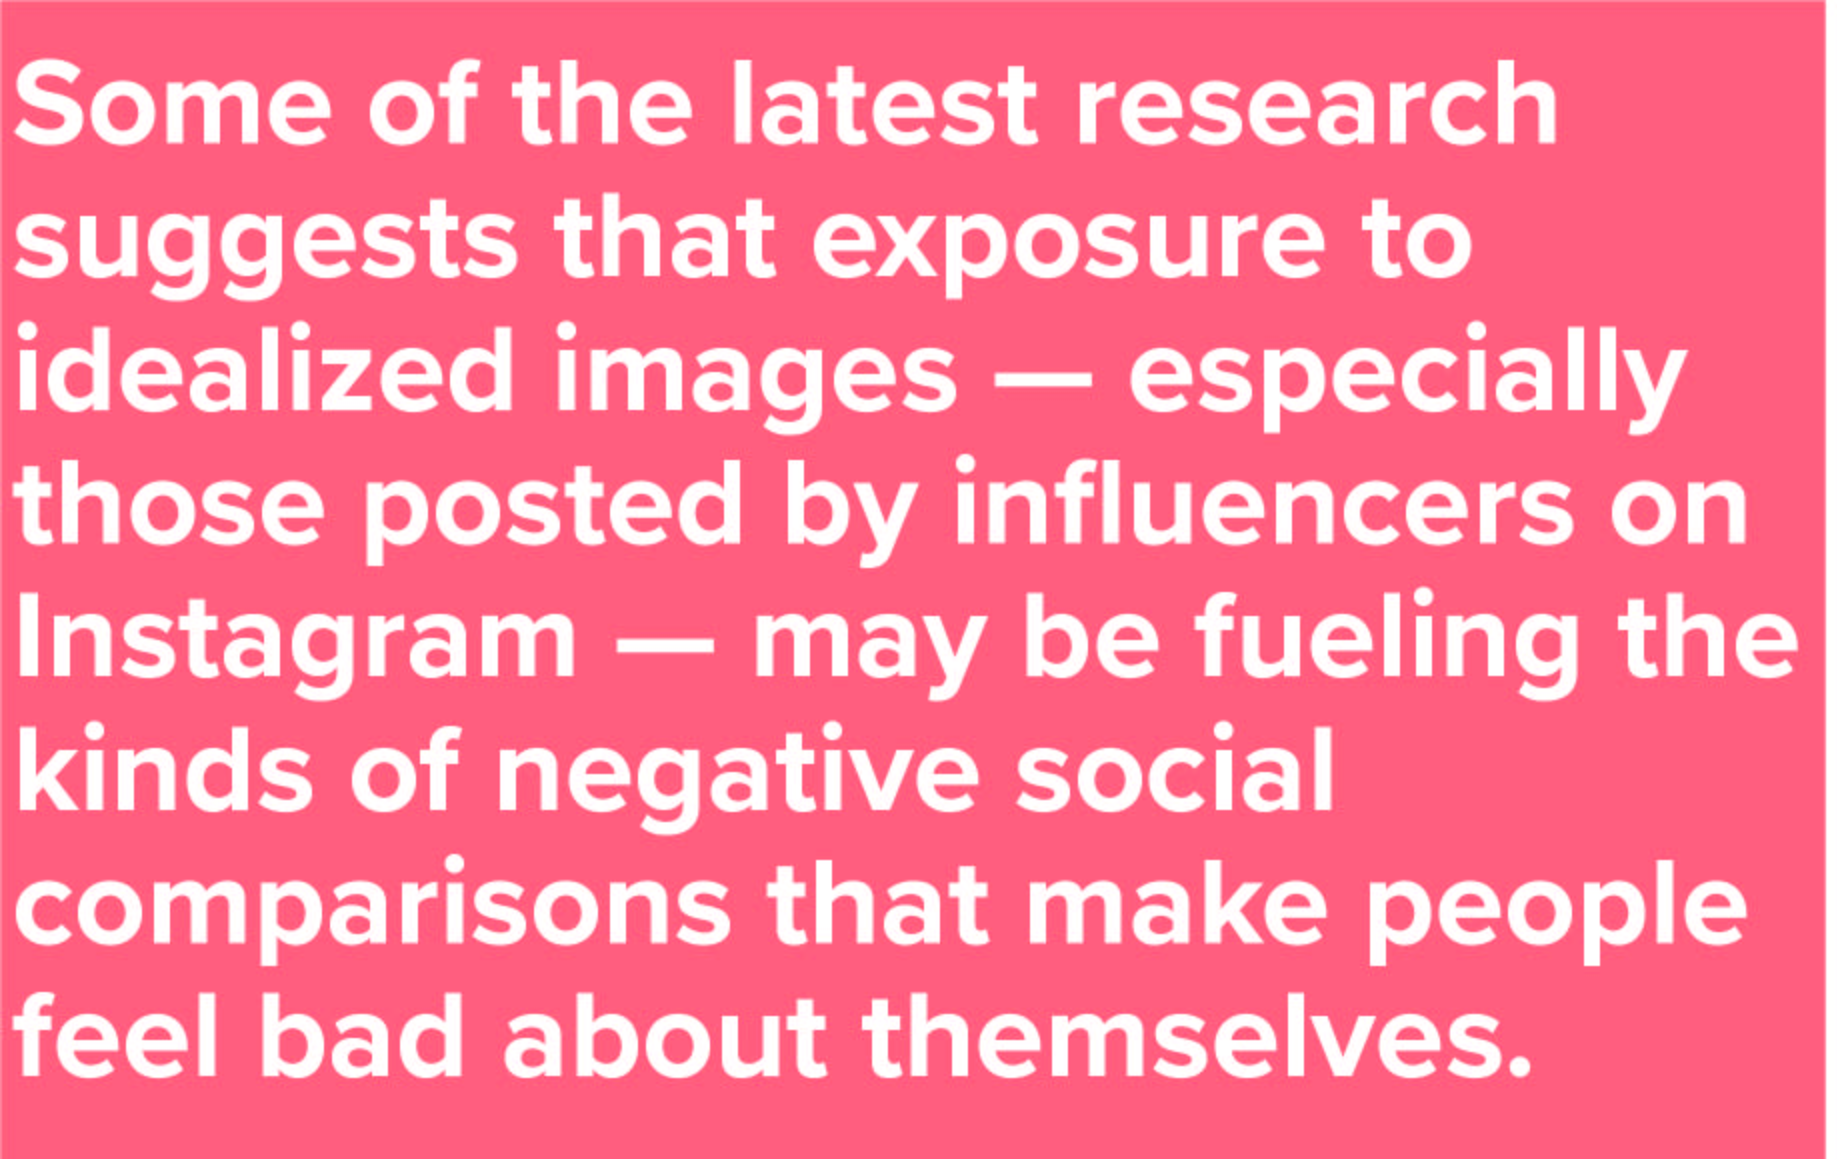 Some of the latest research
suggests that exposure to
idealized images — especially
those posted by influencers on
Instagram — may be fueling the
kinds of negative social
comparisons that make people
feel bad about themselves.